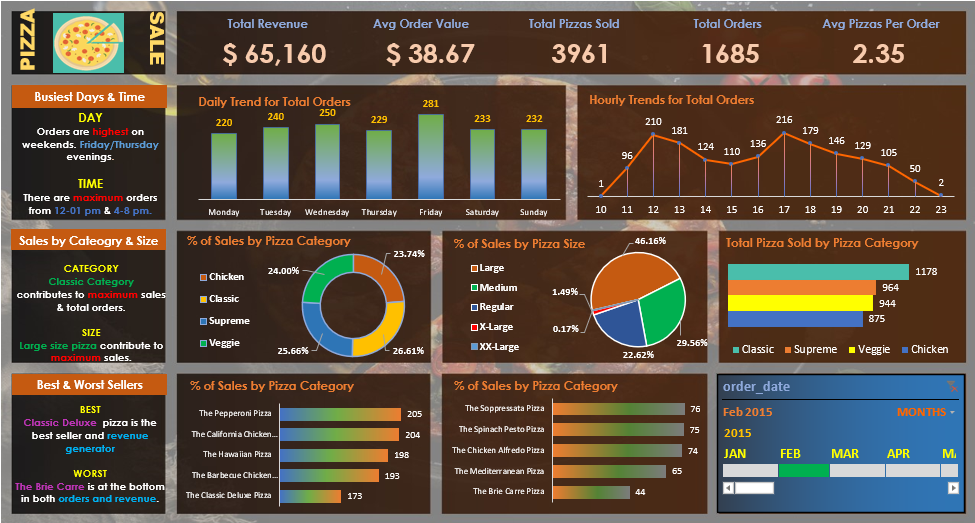 PIZZA
SALE
Total Revenue
$ 65,160
Avg Order Value
$ 38.67
Total Pizzas Sold
3961
Total Orders
1685
Avg Pizzas Per Order
2.35
Busiest Days & Time
DAY
Orders are highest on
weekends. Friday/Thursday
evenings.
TIME
There are maximum orders
from 12-01 pm & 4-8 pm.
Daily Trend for Total Orders
220
240
250
229
281
233
232
Monday
Tuesday
Wednesday
Thursday
Friday
Saturday
Sunday
Hourly Trends for Total Orders
1
96
210
181
124
110
136
216
179
146
129
105
50
2
10
11
12
13
14
15
16
17
18
19
20
21
22
23
Sales by Cateogry & Size
CATEGORY
Classic Category
contributes to maximum sales
& total orders.
SIZE
Large size pizza contribute to
maximum sales.
% of Sales by Pizza Category
Chicken
Classic
Supreme
Veggie
23.74%
24.00%
25.66%
26.61%
% of Sales by Pizza Size
Large
Medium
Regular
X-Large
XX-Large
46.16%
1.49%
0.17%
22.62%
29.56%
Total Pizza Sold by Pizza Category
1178
964
944
875
Classic
Supreme
Veggie
Chicken
Best & Worst Sellers
BEST
Classic Deluxe pizza is the
best seller and revenue
generator
WORST
The Brie Carre is at the bottom
in both orders and revenue.
% of Sales by Pizza Category
The Pepperoni Pizza 205
The California Chicken... 204
The Hawaiian Pizza 198
The Barbecue Chicken... 193
The Classic Deluxe Pizza 173
% of Sales by Pizza Category
The Soppressata Pizza 76
The Spinach Pesto Pizza 75
The Chicken Alfredo Pizza 74
The Mediterranean Pizza 65
The Brie Carre Pizza 44
order_date
Feb 2015
MONTHS
2015
JAN
FEB
MAR
APR